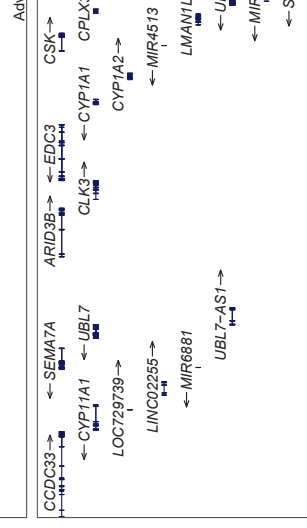 Adv
CCDC33→ ←SEMA7A ARID3B→ ←EDC3 CSK→
←CYP11A1 ←UBL7 CLK3→ ←CYP1A1 CPLX
LOC729739→ CYP1A2→
LINC02255→ ←MIR4513
←MIR6881 LMAN1L
UBL7−AS1→ ←U
←MIR
←S